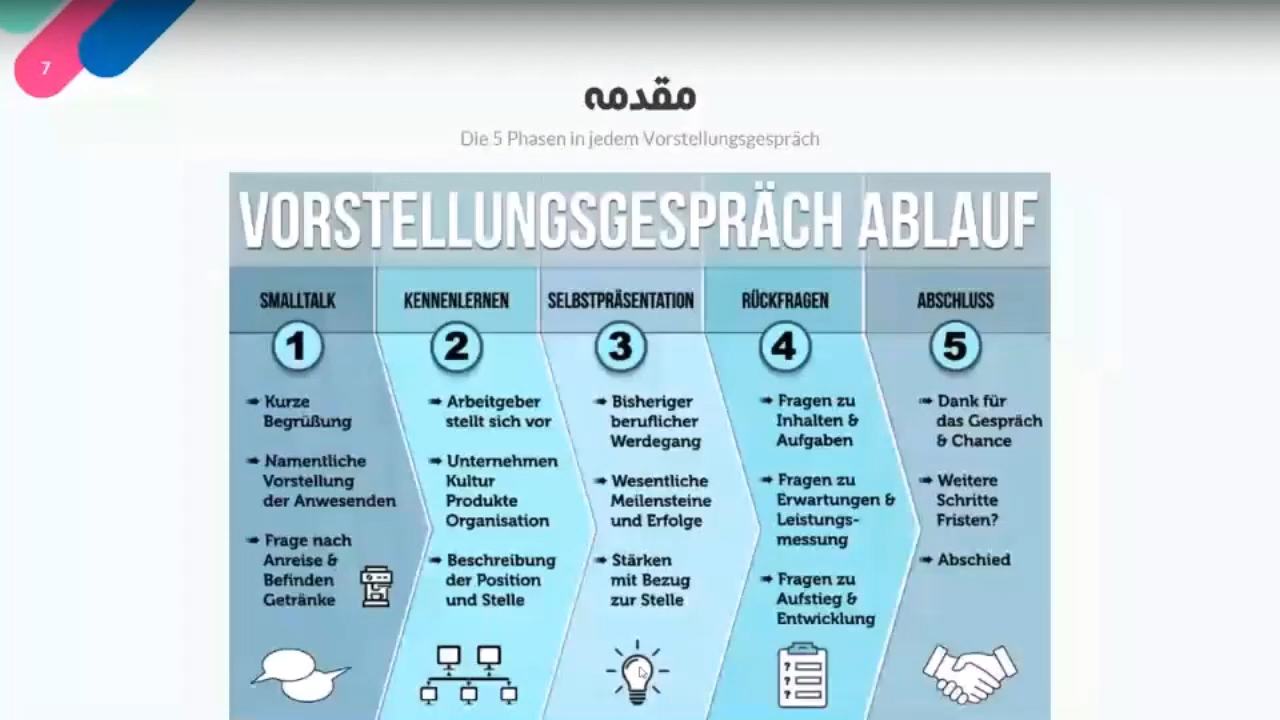 7
مقدمه
Die 5 Phasen in jedem Vorstellungsgespräch
VORSTELLUNGSGESPRÄCH ABLAUF
SMALLTALK
1
➡ Kurze
Begrüßung
➡ Namentliche
Vorstellung
der Anwesenden
➡ Frage nach
Anreise &
Befinden
Getränke
KENNENLERNEN
2
➡ Arbeitgeber
stellt sich vor
➡ Unternehmen
Kultur
Produkte
Organisation
➡ Beschreibung
der Position
und Stelle
SELBSTPRÄSENTATION
3
➡ Bisheriger
beruflicher
Werdegang
➡ Wesentliche
Meilensteine
und Erfolge
➡ Stärken
mit Bezug
zur Stelle
RÜCKFRAGEN
4
➡ Fragen zu
Inhalten &
Aufgaben
➡ Fragen zu
Erwartungen &
Leistungs-
messung
➡ Fragen zu
Aufstieg &
Entwicklung
ABSCHLUSS
5
➡ Dank für
das Gespräch
& Chance
➡ Weitere
Schritte
Fristen?
➡ Abschied